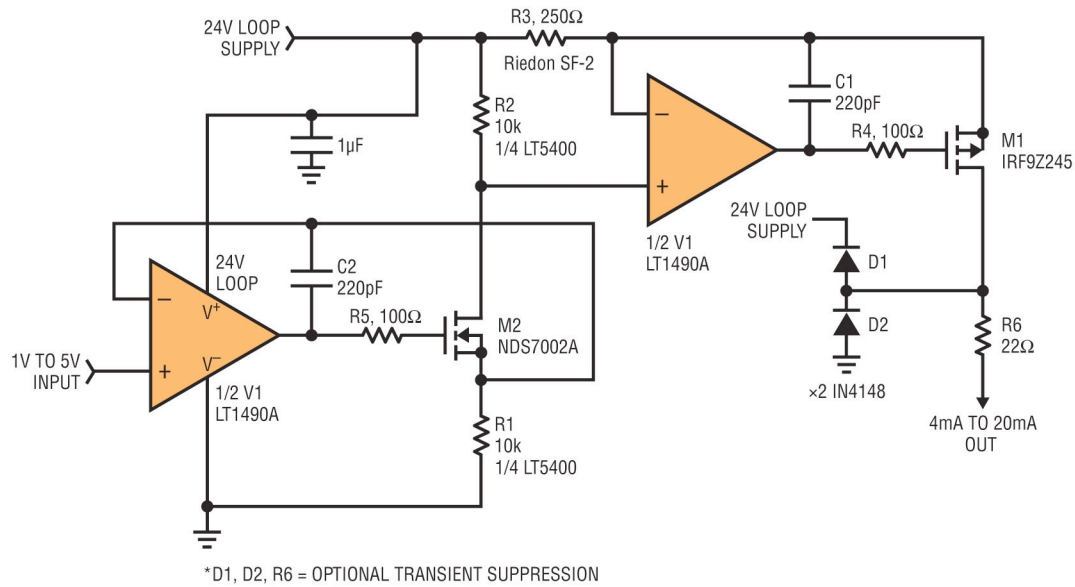 24V LOOP
SUPPLY
R3, 250Ω
Riedon SF-2
R2
10k
1/4 LT5400
C1
220pF
R4, 100Ω
M1
IRF9Z245
1µF
–
+
1/2 V1
LT1490A
24V LOOP
SUPPLY
D1
D2
×2 IN4148
R6
22Ω
4mA TO 20mA
OUT
24V
LOOP
C2
220pF
R5, 100Ω
M2
NDS7002A
–
V+
V–
+
1V TO 5V
INPUT
1/2 V1
LT1490A
R1
10k
1/4 LT5400
*D1, D2, R6 = OPTIONAL TRANSIENT SUPPRESSION